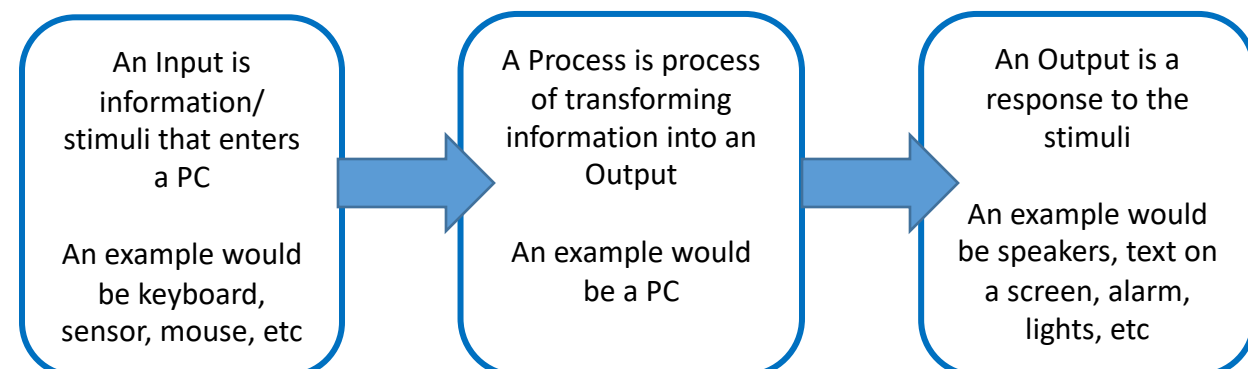 An Input is
information/
stimuli that enters
a PC
An example would
be keyboard,
sensor, mouse, etc
A Process is process
of transforming
information into an
Output
An example would
be a PC
An Output is a
response to the
stimuli
An example would
be speakers, text on
a screen, alarm,
lights, etc